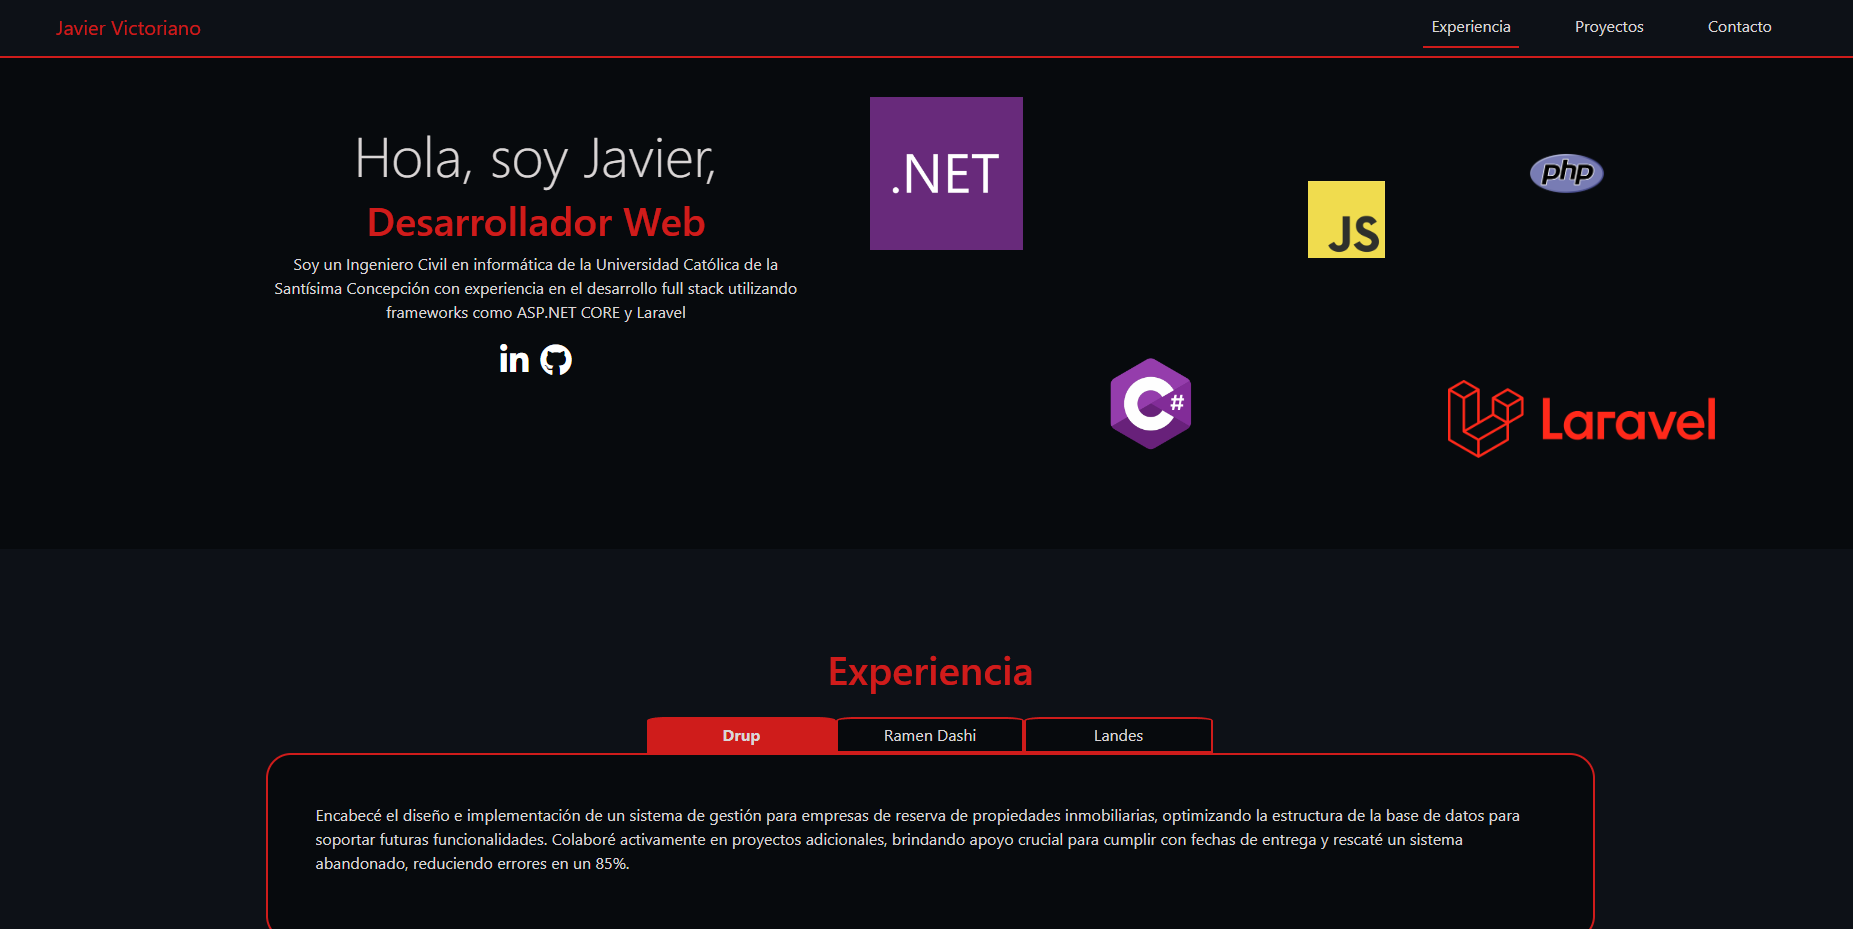 Javier Victoriano
Experiencia
Proyectos
Contacto
Hola, soy Javier,
Desarrollador Web
Soy un Ingeniero Civil en informática de la Universidad Católica de la
Santísima Concepción con experiencia en el desarrollo full stack utilizando
frameworks como ASP.NET CORE y Laravel
in
.NET
JS
php
C#
Laravel
Experiencia
Drup
Ramen Dashi
Landes
Encabecé el diseño e implementación de un sistema de gestión para empresas de reserva de propiedades inmobiliarias, optimizando la estructura de la base de datos para
soportar futuras funcionalidades. Colaboré activamente en proyectos adicionales, brindando apoyo crucial para cumplir con fechas de entrega y rescaté un sistema
abandonado, reduciendo errores en un 85%.